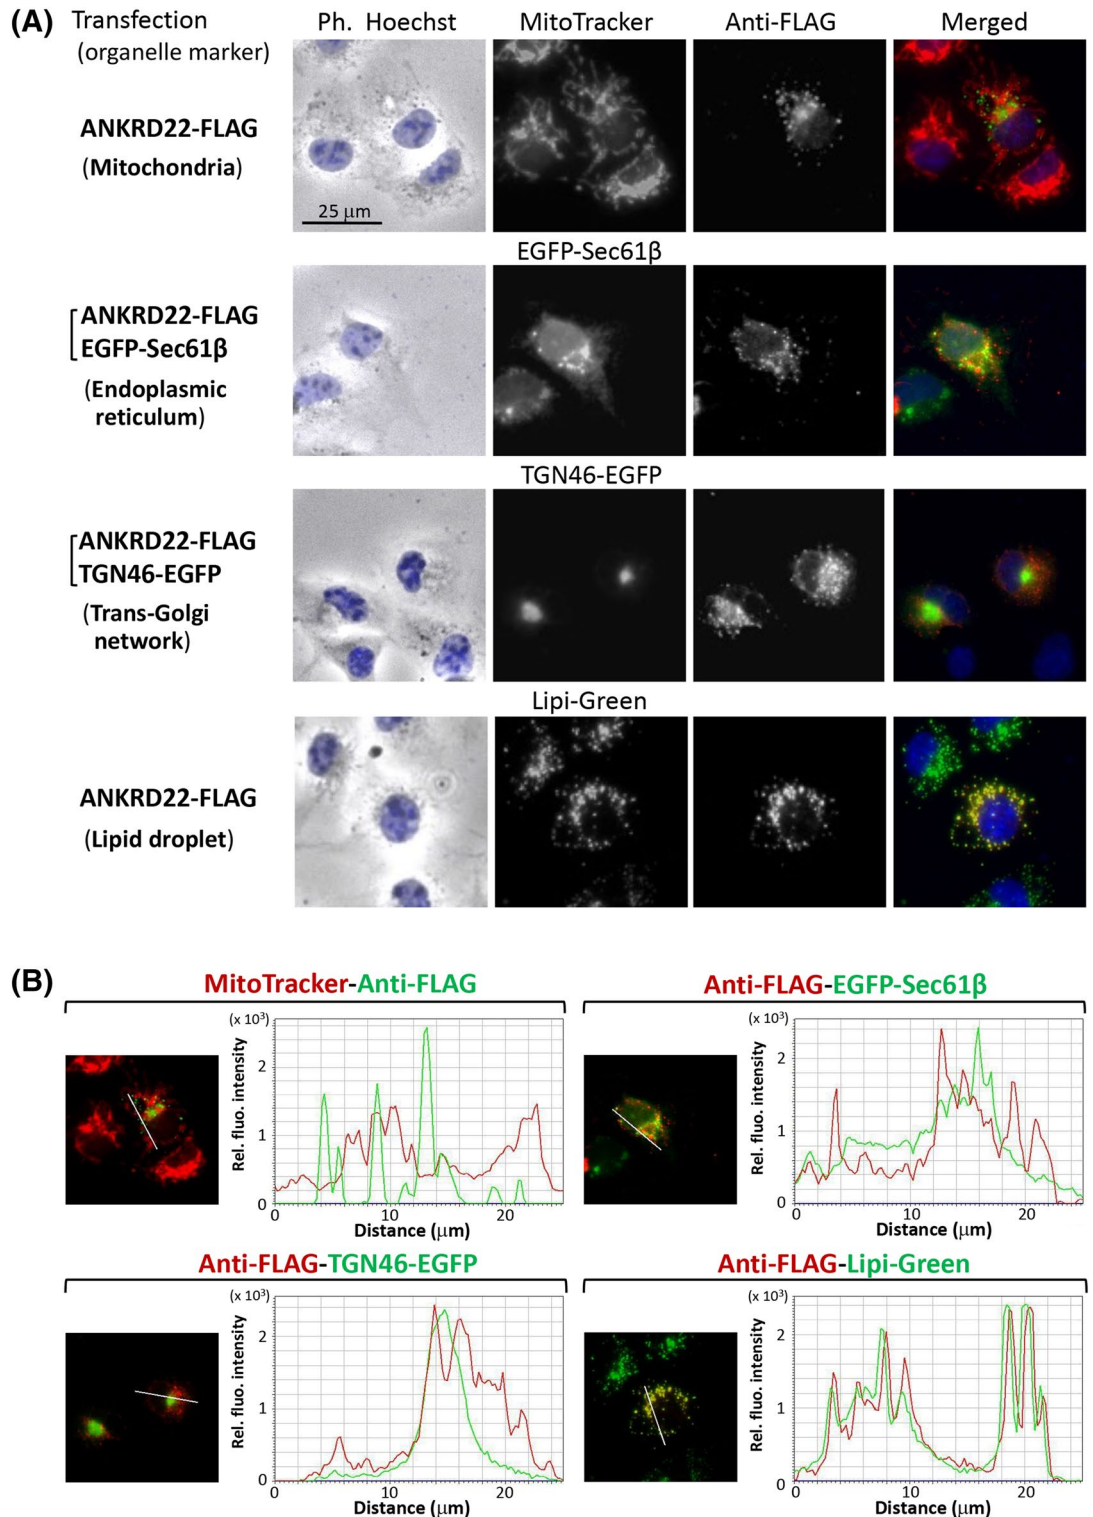 (A) Transfection Ph. Hoechst MitoTracker Anti-FLAG Merged
(organelle marker)
ANKRD22-FLAG
(Mitochondria)
25 μm
EGFP-Sec61β
ANKRD22-FLAG
EGFP-Sec61β
(Endoplasmic
reticulum)
TGN46-EGFP
ANKRD22-FLAG
TGN46-EGFP
(Trans-Golgi
network)
Lipi-Green
ANKRD22-FLAG
(Lipid droplet)
(B)
MitoTracker-Anti-FLAG
(x 10³)
Rel. fluo. intensity
2
1
0
0 10 20
Distance (μm)
Anti-FLAG-EGFP-Sec61β
(x 10³)
Rel. fluo. intensity
2
1
0
0 10 20
Distance (μm)
Anti-FLAG-TGN46-EGFP
(x 10³)
Rel. fluo. intensity
2
1
0
0 10 20
Distance (μm)
Anti-FLAG-Lipi-Green
(x 10³)
Rel. fluo. intensity
2
1
0
0 10 20
Distance (μm)